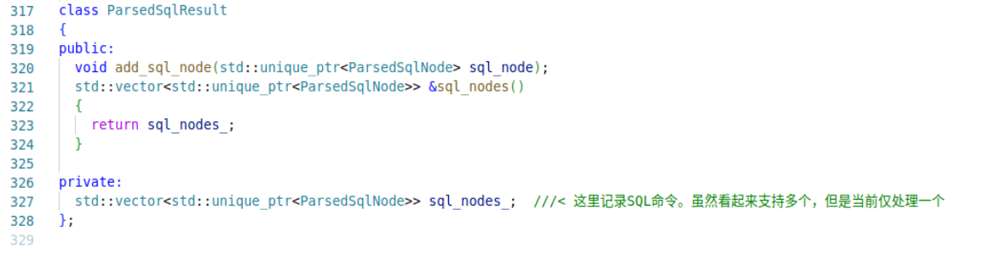 317 class ParsedSqlResult
318 {
319 public:
320 void add_sql_node(std::unique_ptr<ParsedSqlNode> sql_node);
321 std::vector<std::unique_ptr<ParsedSqlNode>> &sql_nodes()
322 {
323 return sql_nodes_;
324 }
325
326 private:
327 std::vector<std::unique_ptr<ParsedSqlNode>> sql_nodes_; ///< 这里记录SQL命令。虽然看起来支持多个，但是当前仅处理一个
328 };
329